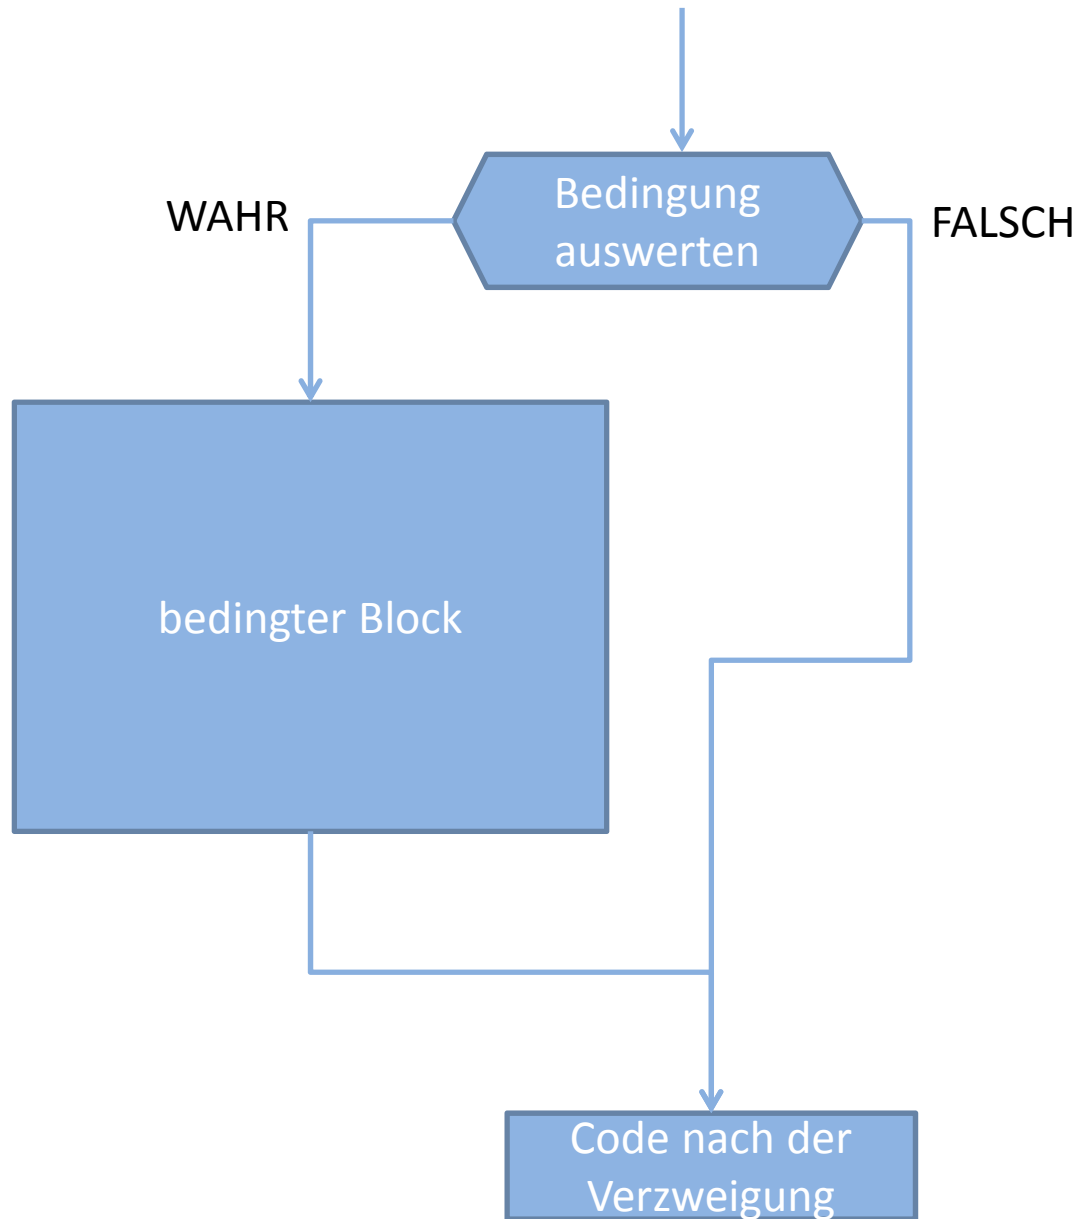 Bedingung
auswerten
WAHR
FALSCH
bedingter Block
Code nach der
Verzweigung